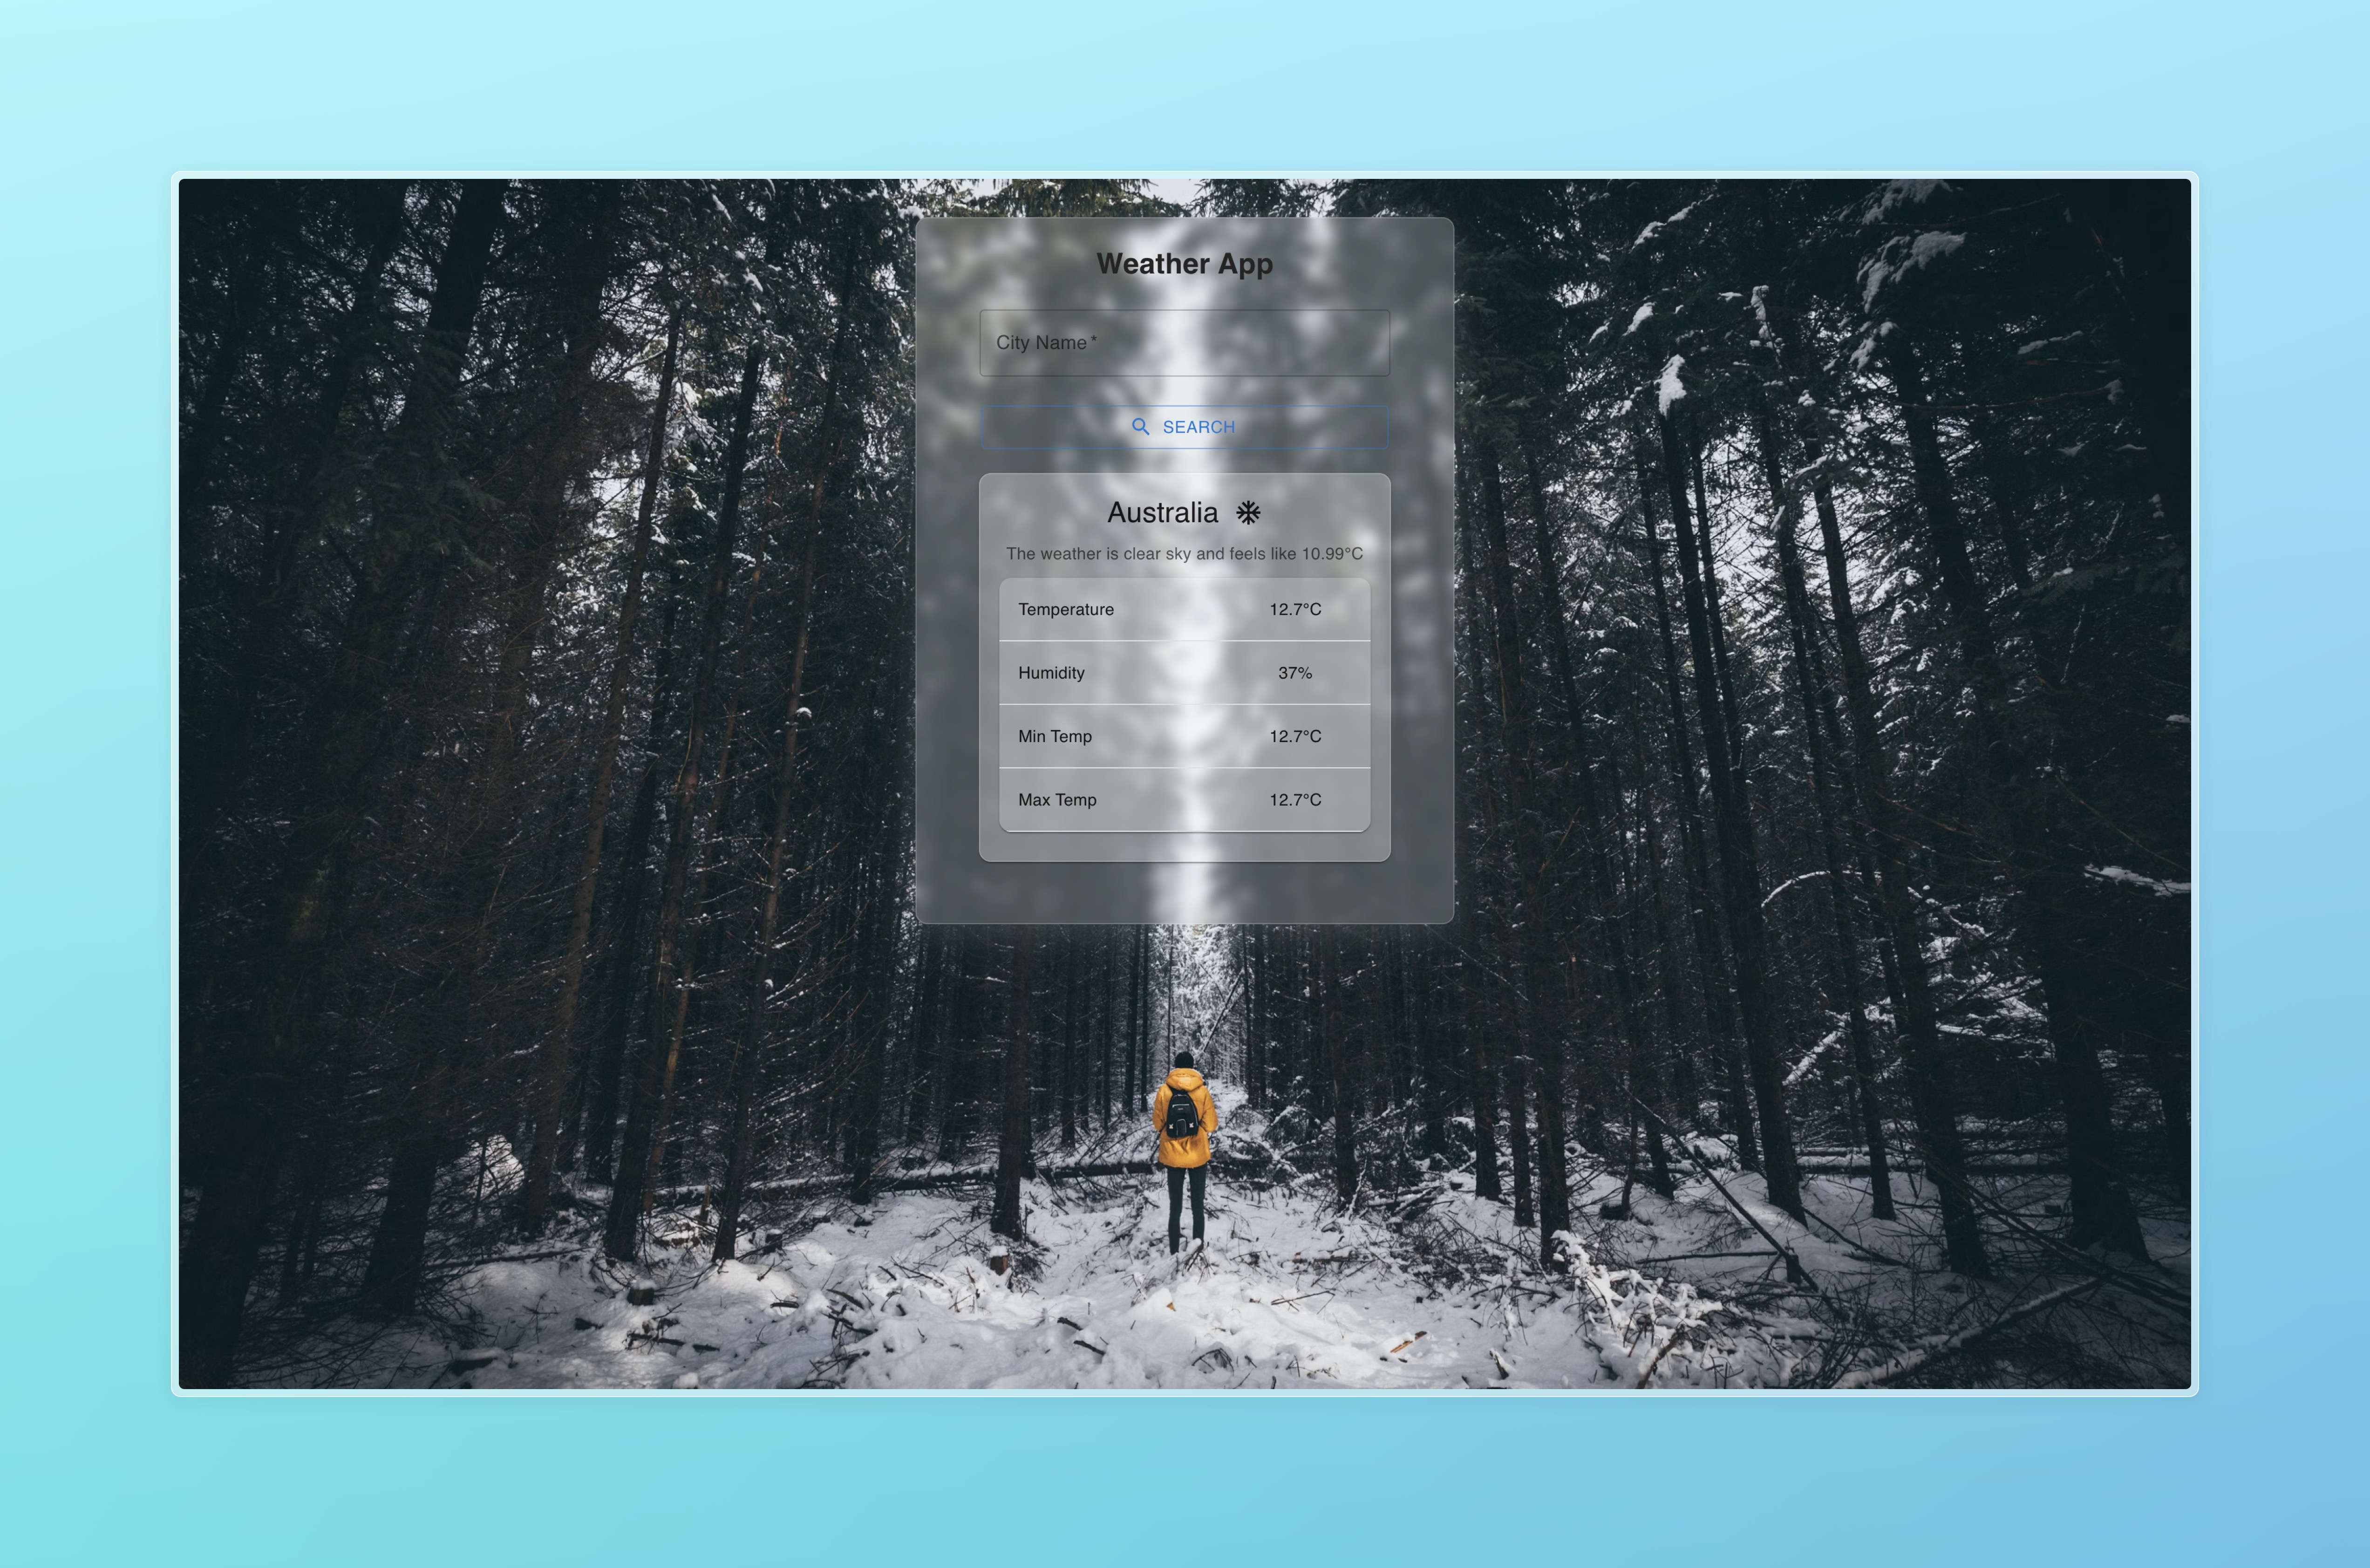 Weather App
City Name *
SEARCH
Australia
The weather is clear sky and feels like 10.99°C
Temperature 12.7°C
Humidity 37%
Min Temp 12.7°C
Max Temp 12.7°C